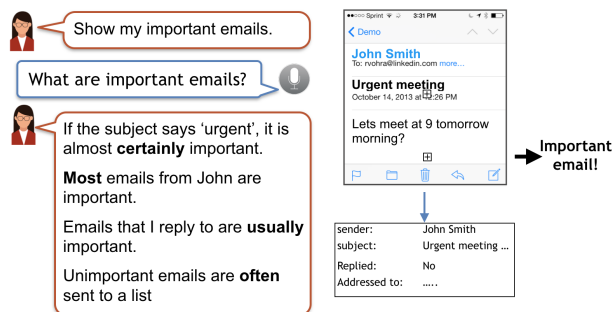 Show my important emails.
What are important emails?
If the subject says ‘urgent’, it is
almost certainly important.
Most emails from John are
important.
Emails that I reply to are usually
important.
Unimportant emails are often
sent to a list
Sprint 3:31 PM
Demo
John Smith
To: rvohra@linkedin.com more...
Urgent meeting
October 14, 2013 at 12:26 PM
Lets meet at 9 tomorrow
morning?
Important
email!
sender: John Smith
subject: Urgent meeting ...
Replied: No
Addressed to: …..